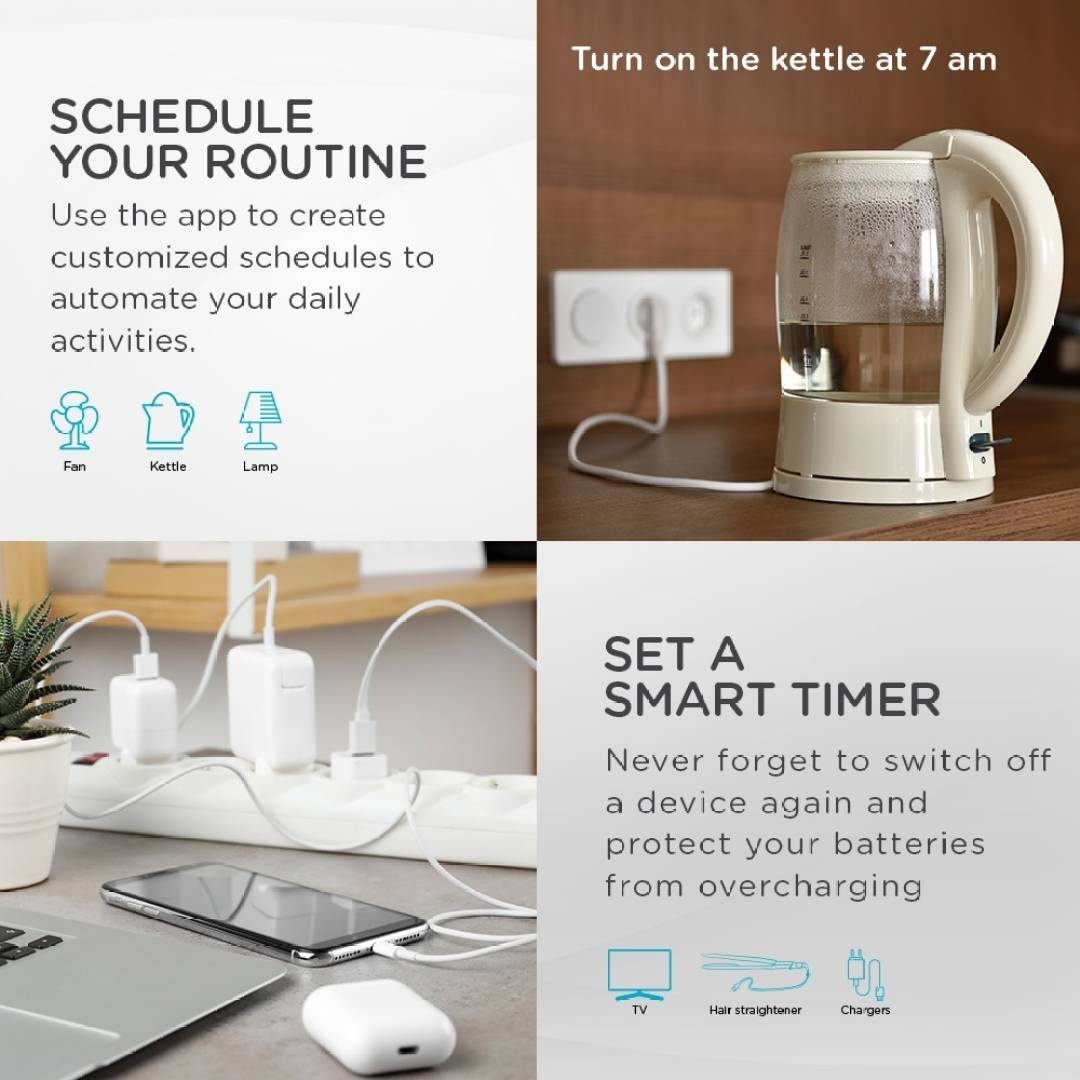 SCHEDULE
YOUR ROUTINE
Use the app to create
customized schedules to
automate your daily
activities.
Fan
Kettle
Lamp
Turn on the kettle at 7 am
SET A
SMART TIMER
Never forget to switch off
a device again and
protect your batteries
from overcharging
TV
Hair straightener
Chargers